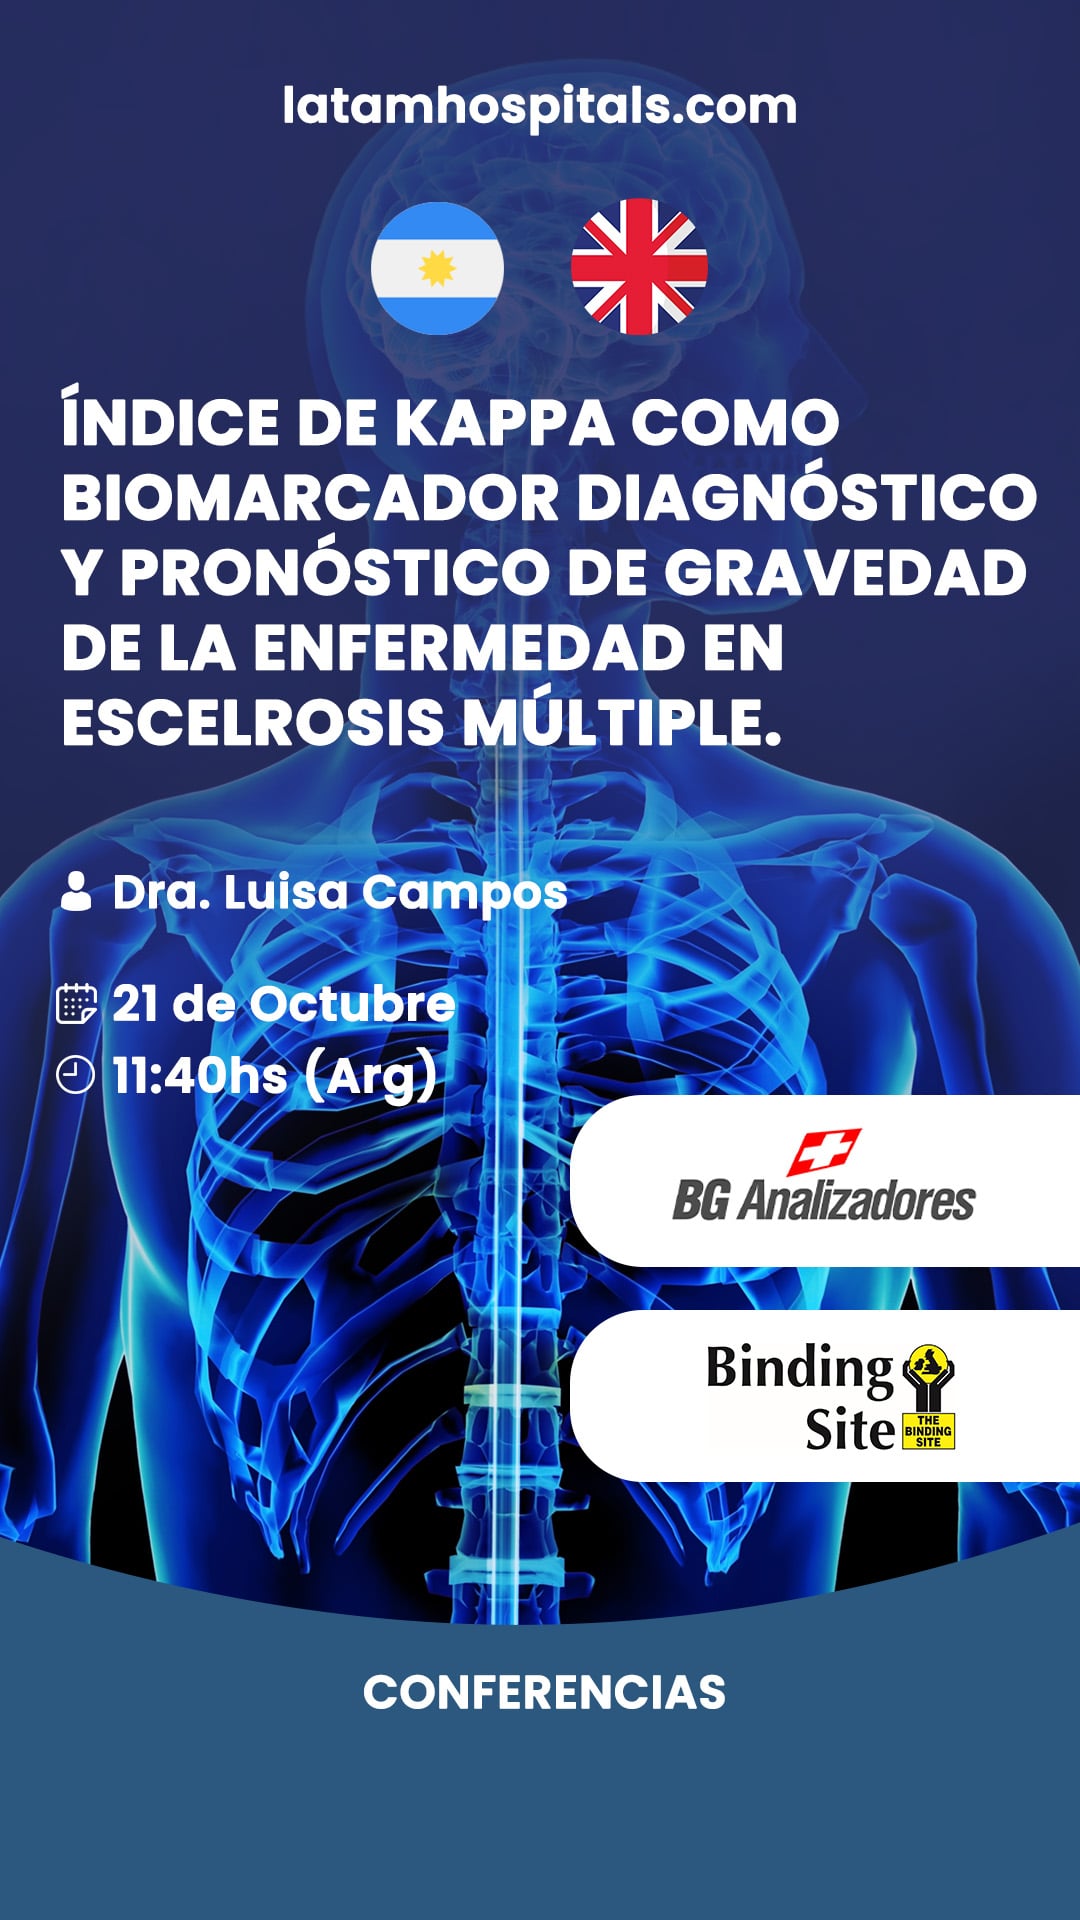 latamhospitals.com
ÍNDICE DE KAPPA COMO
BIOMARCADOR DIAGNÓSTICO
Y PRONÓSTICO DE GRAVEDAD
DE LA ENFERMEDAD EN
ESCELROSIS MÚLTIPLE.
Dra. Luisa Campos
21 de Octubre
11:40hs (Arg)
BG Analizadores
Binding
Site
THE
BINDING
SITE
CONFERENCIAS